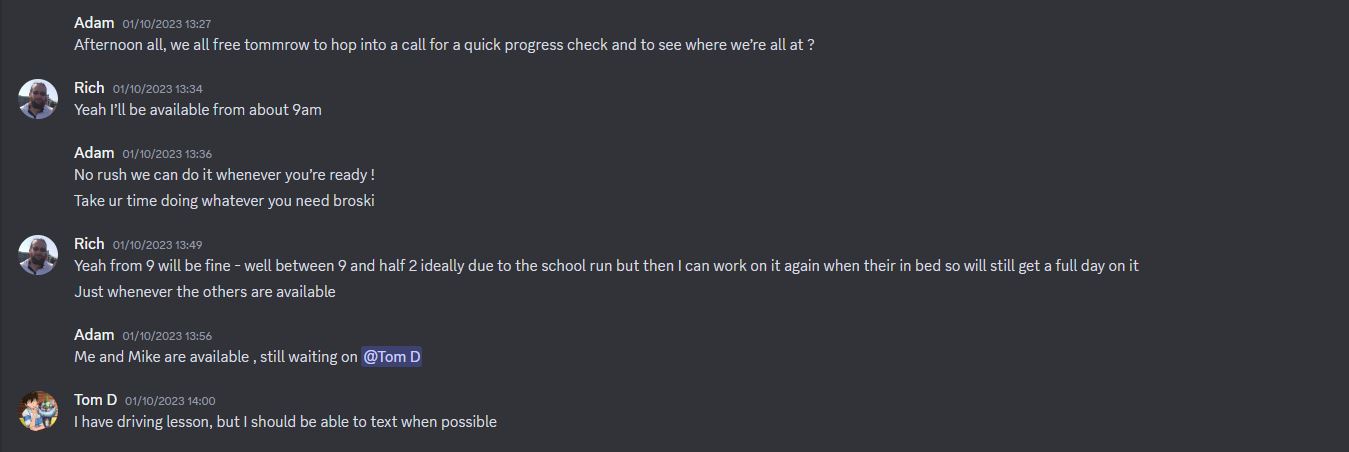 Adam 01/10/2023 13:27
Afternoon all, we all free tommrow to hop into a call for a quick progress check and to see where we’re all at ?
Rich 01/10/2023 13:34
Yeah I’ll be available from about 9am
Adam 01/10/2023 13:36
No rush we can do it whenever you’re ready !
Take ur time doing whatever you need broski
Rich 01/10/2023 13:49
Yeah from 9 will be fine - well between 9 and half 2 ideally due to the school run but then I can work on it again when their in bed so will still get a full day on it
Just whenever the others are available
Adam 01/10/2023 13:56
Me and Mike are available , still waiting on @Tom D
Tom D 01/10/2023 14:00
I have driving lesson, but I should be able to text when possible